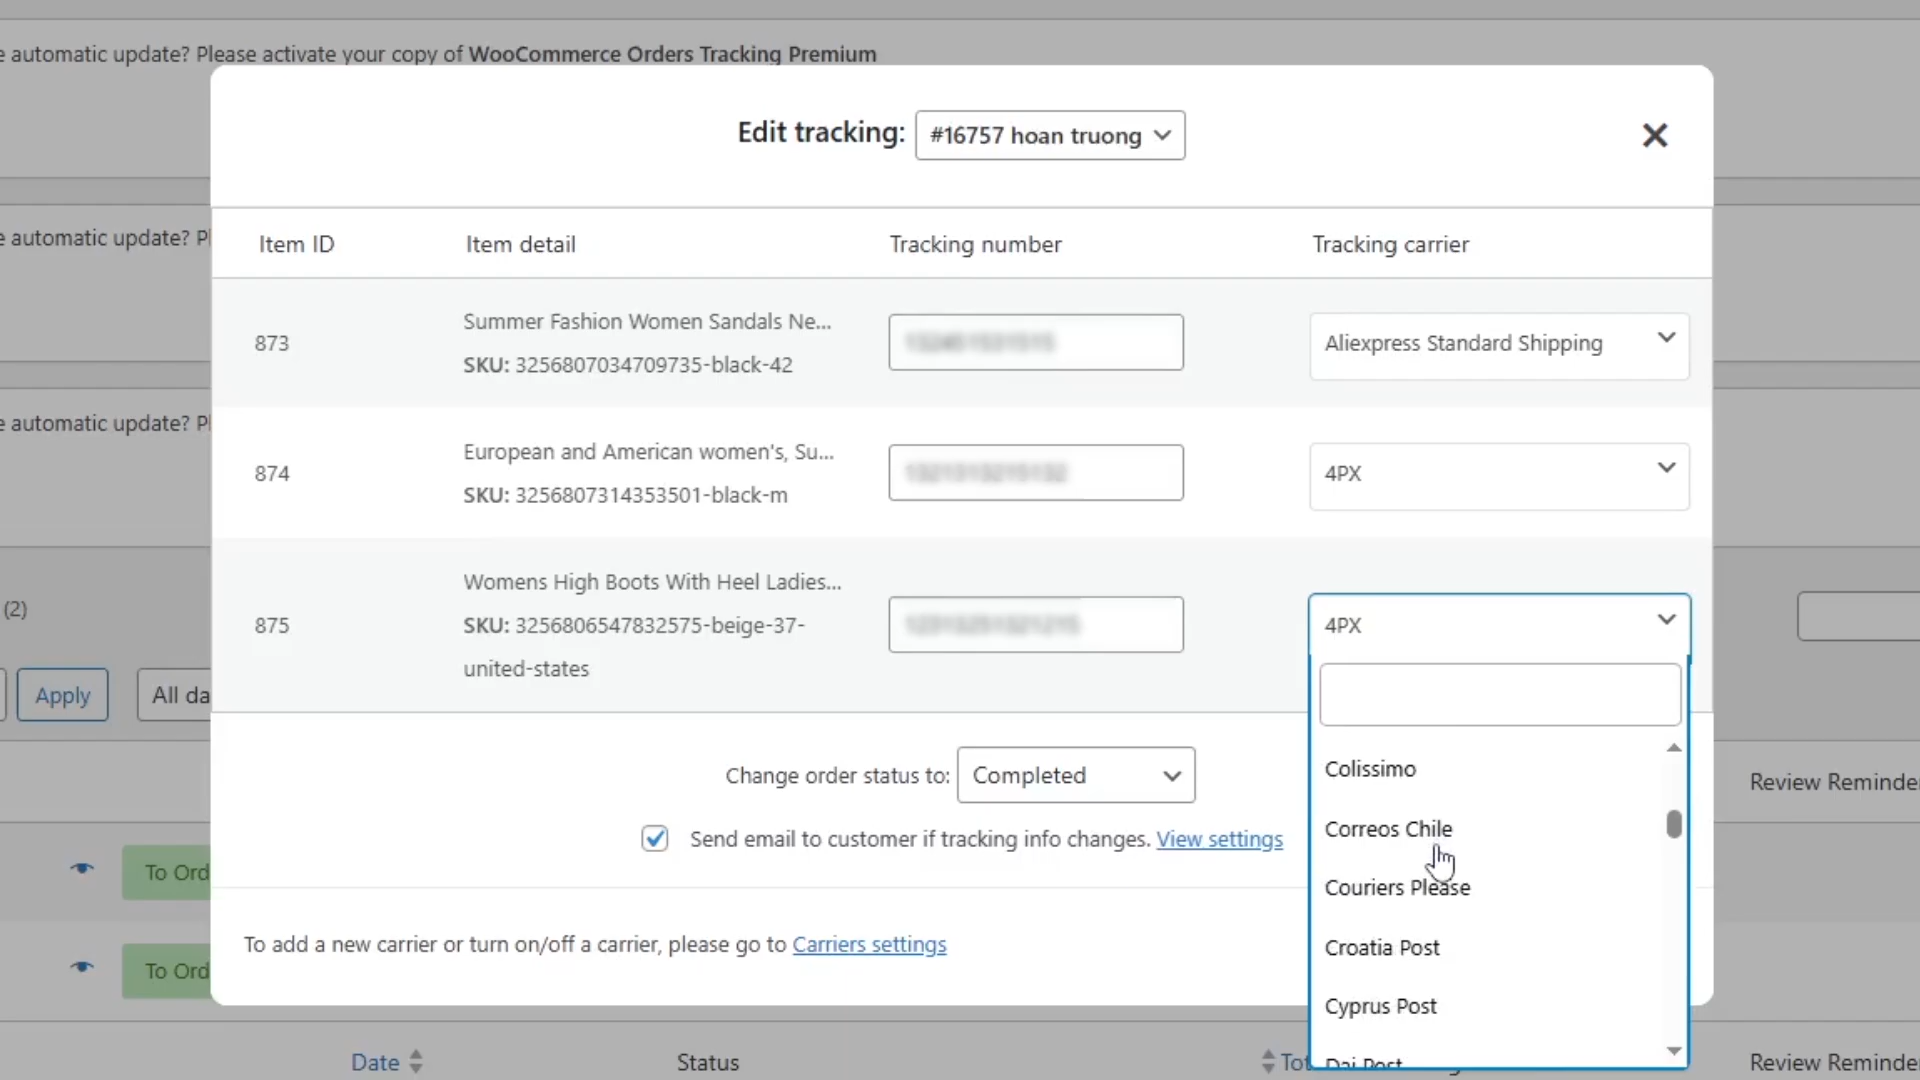 e automatic update? Please activate your copy of WooCommerce Orders Tracking Premium
Edit tracking: #16757 hoan truong
e automatic update? Pl
Item ID Item detail Tracking number Tracking carrier
Summer Fashion Women Sandals Ne...
873 Aliexpress Standard Shipping
SKU: 3256807034709735-black-42
e automatic update? Pl
European and American women's, Su...
874 4PX
SKU: 3256807314353501-black-m
Womens High Boots With Heel Ladies...
(2)
875 SKU: 3256806547832575-beige-37- 4PX
united-states
Apply All da
Colissimo
Change order status to: Completed
Review Reminde
Correos Chile
Send email to customer if tracking info changes. View settings
To Ord
Couriers Please
To add a new carrier or turn on/off a carrier, please go to Carriers settings
Croatia Post
To Ord
Cyprus Post
Date Status Tot Dai Post Review Reminde